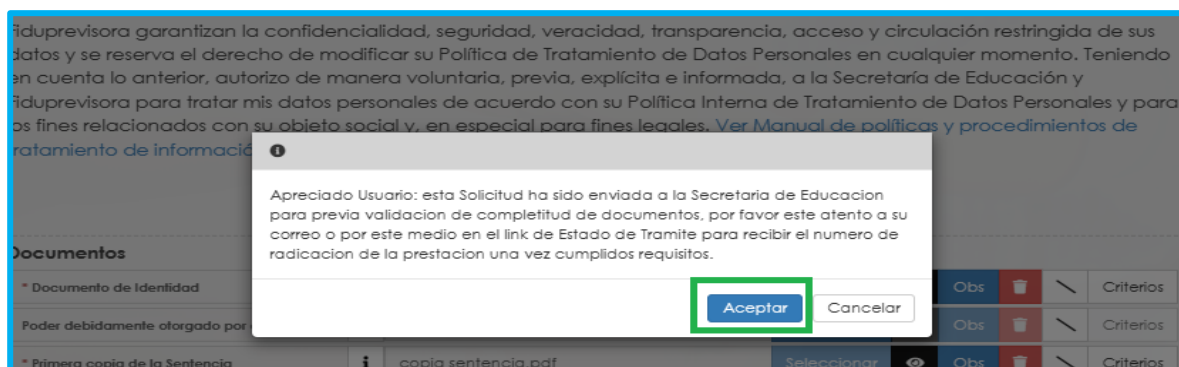 Fiduprevisora garantizan la confidencialidad, seguridad, veracidad, transparencia, acceso y circulación restringida de sus
datos y se reserva el derecho de modificar su Política de Tratamiento de Datos Personales en cualquier momento. Teniendo
en cuenta lo anterior, autorizo de manera voluntaria, previa, explícita e informada, a la Secretaría de Educación y
Fiduprevisora para tratar mis datos personales de acuerdo con su Política Interna de Tratamiento de Datos Personales y para
los fines relacionados con su objeto social y, en especial para fines legales. Ver Manual de políticas y procedimientos de
tratamiento de informació
Apreciado Usuario: esta Solicitud ha sido enviada a la Secretaria de Educacion
para previa validacion de completitud de documentos, por favor este atento a su
correo o por este medio en el link de Estado de Tramite para recibir el numero de
radicacion de la prestacion una vez cumplidos requisitos.
Aceptar Cancelar
Documentos
* Documento de Identidad Obs Criterios
Poder debidamente otorgado por Obs Criterios
* Primera copia de la Sentencia i copia sentencia.pdf Seleccionar Obs Criterios